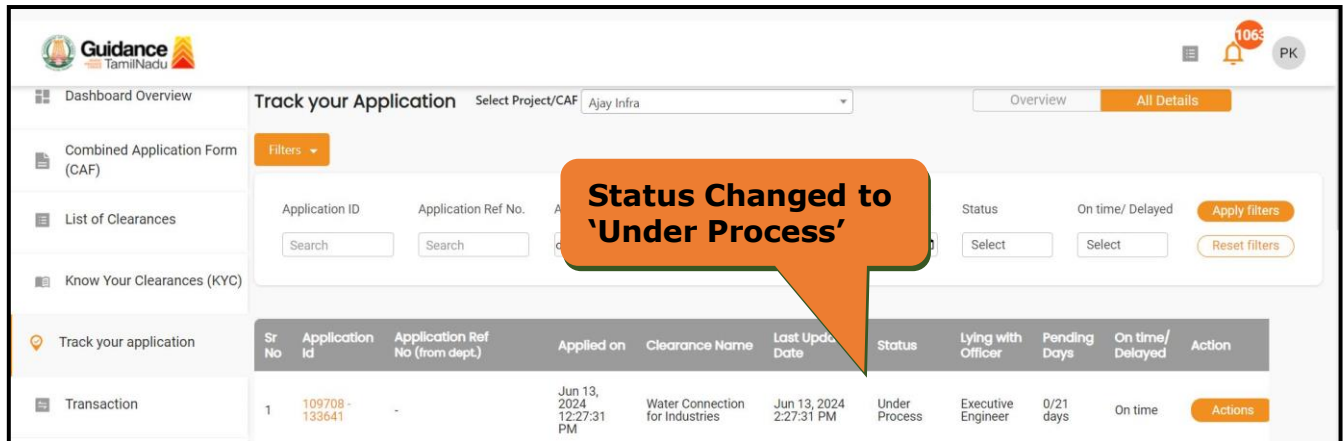 Guidance
TamilNadu
1063
PK
Dashboard Overview
Combined Application Form
(CAF)
List of Clearances
Know Your Clearances (KYC)
Track your application
Transaction
Track your Application Select Project/CAF Ajay Infra Overview All Details
Filters
Status Changed to
‘Under Process’
Application ID Application Ref No. Status On time/ Delayed Apply filters
Search Search Select Select Reset filters
Sr
No
Application
Id
Application Ref
No (from dept.)
Applied on
Clearance Name
Last
Date
Status
Lying with
Officer
Pending
Days
On time/
Delayed
Action
1
109708 -
133641
-
Jun 13,
2024
12:27:31
PM
Water Connection
for Industries
Jun 13, 2024
2:27:31 PM
Under
Process
Executive
Engineer
0/21
days
On time
Actions